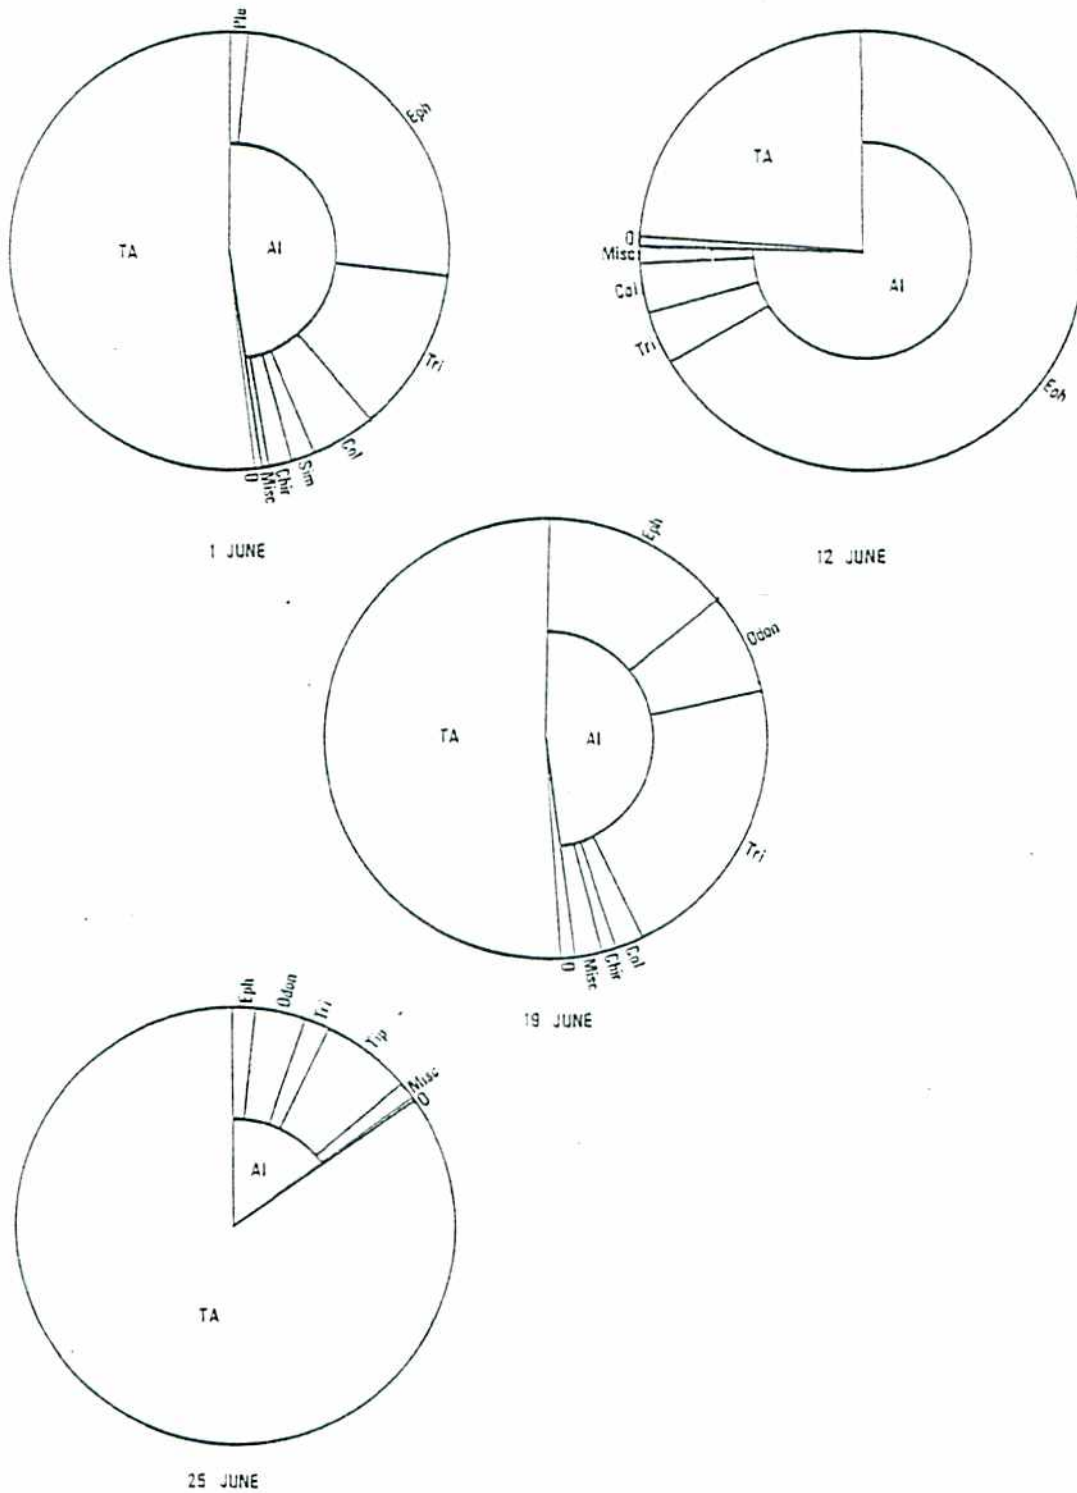 Ple
Eph
TA
AI
Tri
Col
Sim
Chir
Misc
O
1 JUNE
TA
O
Misc
Col
Tri
AI
Eph
12 JUNE
Eph
Odon
TA
AI
Tri
Col
Chir
Misc
O
19 JUNE
Eph
Odon
Tri
Tip
Misc
O
AI
TA
25 JUNE